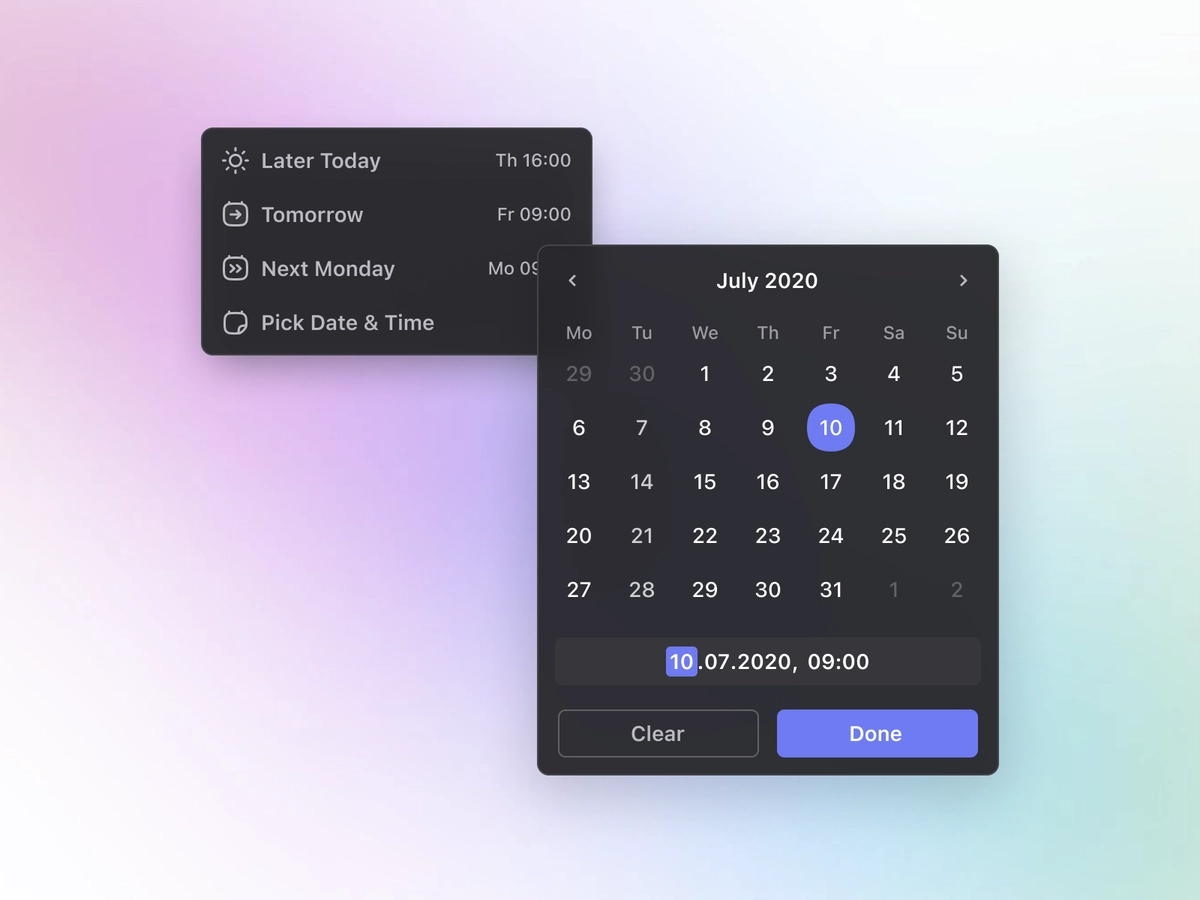 Later Today Th 16:00
Tomorrow Fr 09:00
Next Monday Mo 09
Pick Date & Time
July 2020
Mo Tu We Th Fr Sa Su
29 30 1 2 3 4 5
6 7 8 9 10 11 12
13 14 15 16 17 18 19
20 21 22 23 24 25 26
27 28 29 30 31 1 2
10.07.2020, 09:00
Clear Done